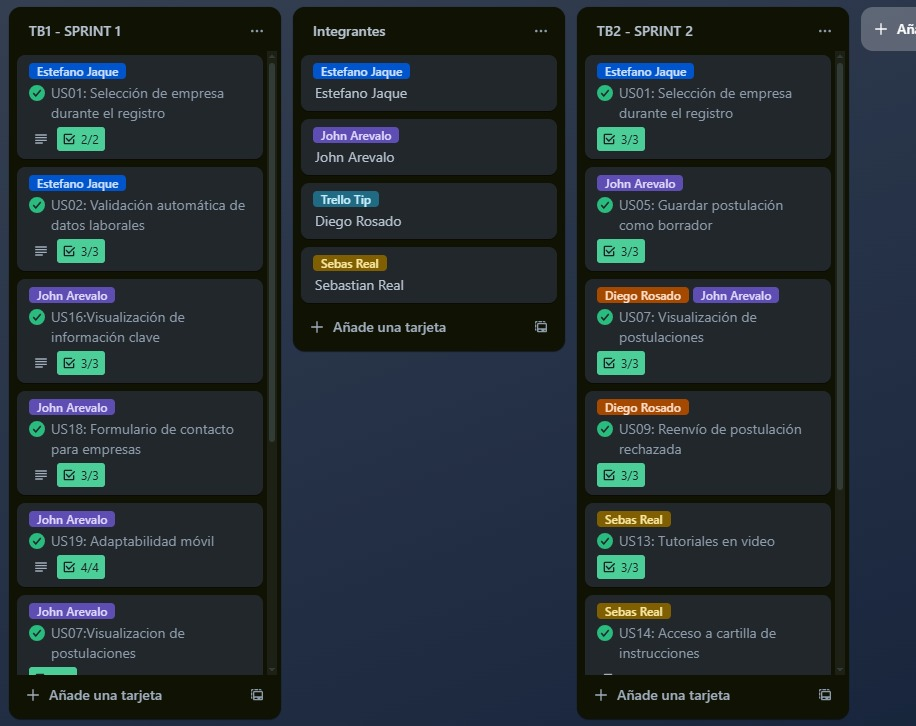 TB1 - SPRINT 1
Estefano Jaque
US01: Selección de empresa
durante el registro
2/2
Estefano Jaque
US02: Validación automática de
datos laborales
3/3
John Arevalo
US16:Visualización de
información clave
3/3
John Arevalo
US18: Formulario de contacto
para empresas
3/3
John Arevalo
US19: Adaptabilidad móvil
4/4
John Arevalo
US07:Visualizacion de
postulaciones
+ Añade una tarjeta
Integrantes
Estefano Jaque
Estefano Jaque
John Arevalo
John Arevalo
Trello Tip
Diego Rosado
Sebas Real
Sebastian Real
+ Añade una tarjeta
TB2 - SPRINT 2
Estefano Jaque
US01: Selección de empresa
durante el registro
3/3
John Arevalo
US05: Guardar postulación
como borrador
3/3
Diego Rosado John Arevalo
US07: Visualización de
postulaciones
3/3
Diego Rosado
US09: Reenvío de postulación
rechazada
3/3
Sebas Real
US13: Tutoriales en video
3/3
Sebas Real
US14: Acceso a cartilla de
instrucciones
+ Añade una tarjeta